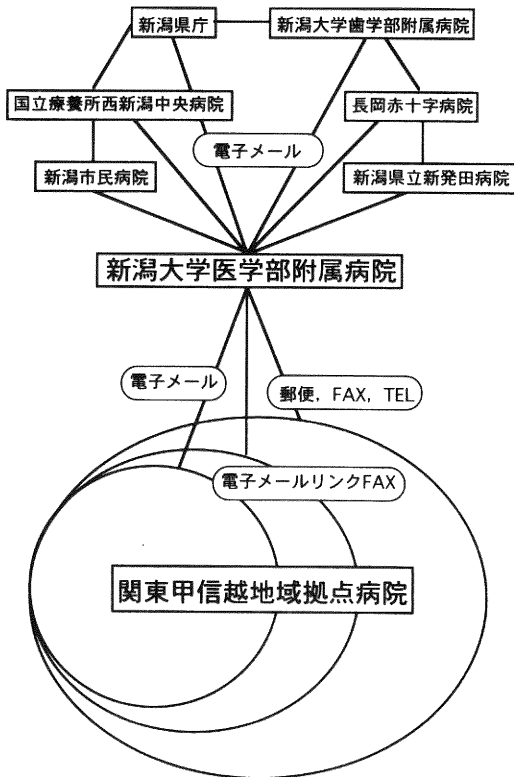 新潟県庁
新潟大学歯学部附属病院
国立療養所西新潟中央病院
長岡赤十字病院
電子メール
新潟市民病院
新潟県立新発田病院
新潟大学医学部附属病院
電子メール
郵便, FAX, TEL
電子メールリンクFAX
関東甲信越地域拠点病院